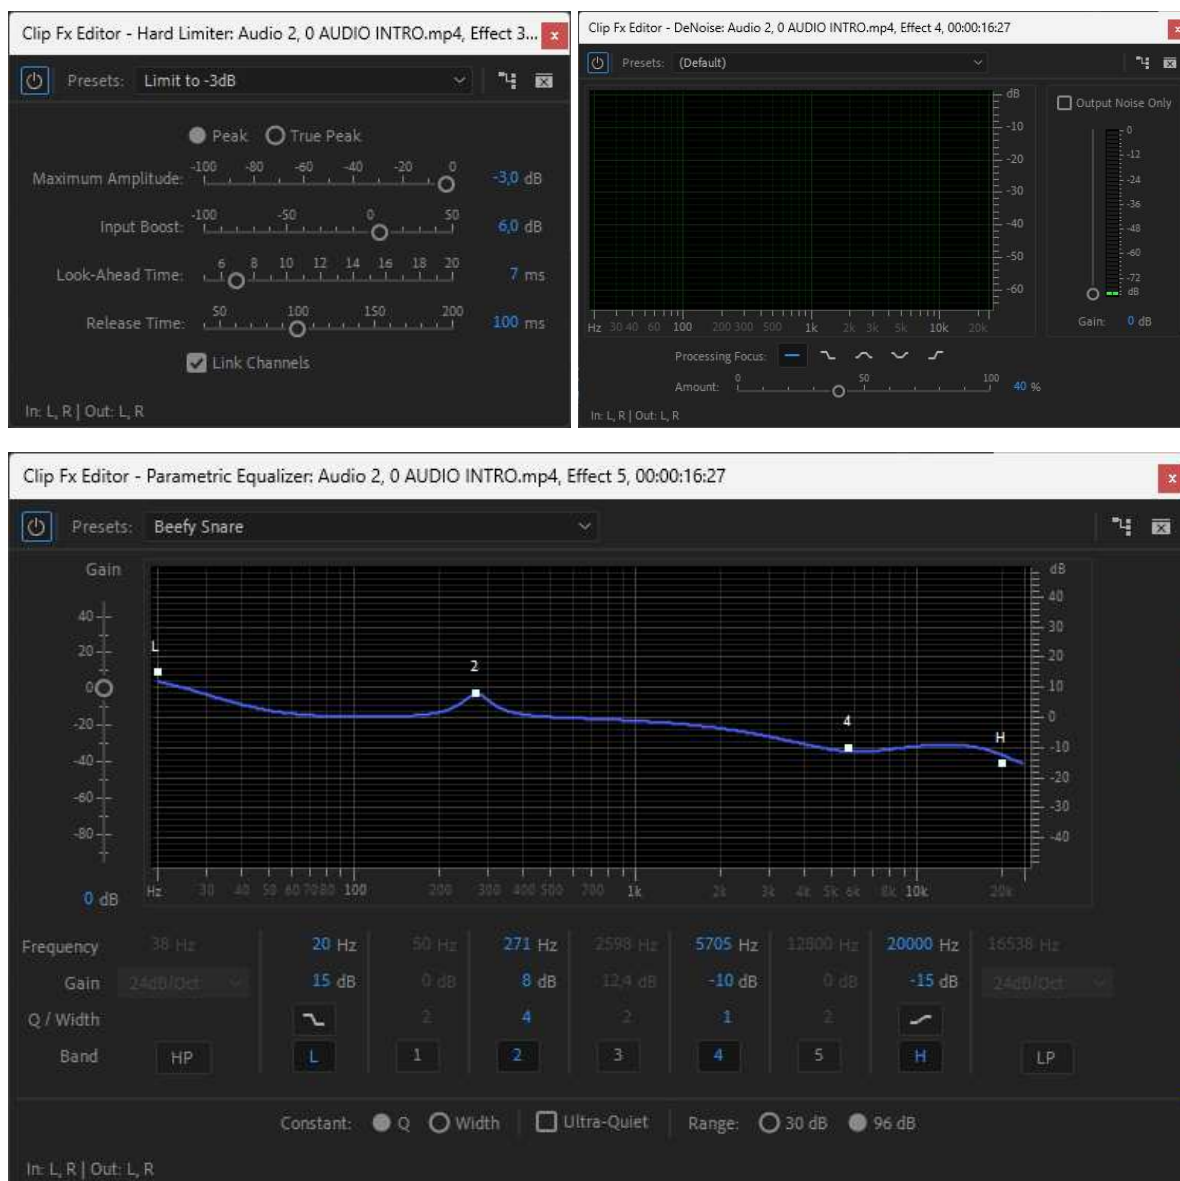 Clip Fx Editor - Hard Limiter: Audio 2, 0 AUDIO INTRO.mp4, Effect 3... x
Presets: Limit to -3dB
Peak True Peak
-100 -80 -60 -40 -20 0
Maximum Amplitude: -3,0 dB
-100 -50 0 50
Input Boost: 6,0 dB
6 8 10 12 14 16 18 20
Look-Ahead Time: 7 ms
50 100 150 200
Release Time: 100 ms
Link Channels
In: L, R | Out: L, R
Clip Fx Editor - DeNoise: Audio 2, 0 AUDIO INTRO.mp4, Effect 4, 00:00:16:27 x
Presets: (Default)
dB
-10
-20
-30
-40
-50
-60
Hz 30 40 60 100 200 300 500 1k 2k 3k 5k 10k 20k
Output Noise Only
0
-12
-24
-36
-48
-60
-72
dB
Gain: 0 dB
Processing Focus:
0 50 100
Amount: 40 %
In: L, R | Out: L, R
Clip Fx Editor - Parametric Equalizer: Audio 2, 0 AUDIO INTRO.mp4, Effect 5, 00:00:16:27 x
Presets: Beefy Snare
Gain
40
20
0
-20
-40
-60
-80
0 dB
L
2
4
H
dB
40
30
20
10
0
-10
-20
-30
-40
Hz 30 40 50 60 70 80 100 200 300 400 500 700 1k 2k 3k 4k 5k 6k 8k 10k 20k
Frequency 38 Hz 20 Hz 50 Hz 271 Hz 2598 Hz 5705 Hz 12800 Hz 20000 Hz 16538 Hz
Gain 24dB/Oct 15 dB 0 dB 8 dB 12,4 dB -10 dB 0 dB -15 dB 24dB/Oct
Q / Width 2 4 2 1 2
Band HP L 1 2 3 4 5 H LP
Constant: Q Width Ultra-Quiet Range: 30 dB 96 dB
In: L, R | Out: L, R